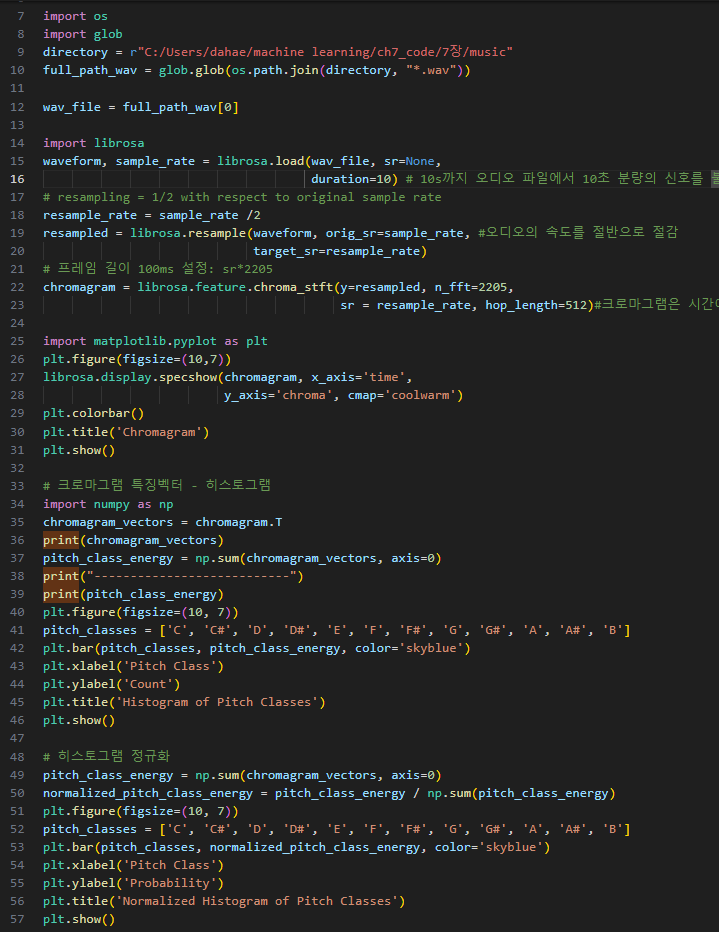 7 import os
8 import glob
9 directory = r"C:/Users/dahae/machine learning/ch7_code/7장/music"
10 full_path_wav = glob.glob(os.path.join(directory, "*.wav"))
11
12 wav_file = full_path_wav[0]
13
14 import librosa
15 waveform, sample_rate = librosa.load(wav_file, sr=None,
16 duration=10) # 10s까지 오디오 파일에서 10초 분량의 신호를
17 # resampling = 1/2 with respect to original sample rate
18 resample_rate = sample_rate /2
19 resampled = librosa.resample(waveform, orig_sr=sample_rate, #오디오의 속도를 절반으로 절감
20 target_sr=resample_rate)
21 # 프레임 길이 100ms 설정: sr*2205
22 chromagram = librosa.feature.chroma_stft(y=resampled, n_fft=2205,
23 sr = resample_rate, hop_length=512)#크로마그램은
24
25 import matplotlib.pyplot as plt
26 plt.figure(figsize=(10,7))
27 librosa.display.specshow(chromagram, x_axis='time',
28 y_axis='chroma', cmap='coolwarm')
29 plt.colorbar()
30 plt.title('Chromagram')
31 plt.show()
32
33 # 크로마그램 특징벡터 - 히스토그램
34 import numpy as np
35 chromagram_vectors = chromagram.T
36 print(chromagram_vectors)
37 pitch_class_energy = np.sum(chromagram_vectors, axis=0)
38 print("---------------------------")
39 print(pitch_class_energy)
40 plt.figure(figsize=(10, 7))
41 pitch_classes = ['C', 'C#', 'D', 'D#', 'E', 'F', 'F#', 'G', 'G#', 'A', 'A#', 'B']
42 plt.bar(pitch_classes, pitch_class_energy, color='skyblue')
43 plt.xlabel('Pitch Class')
44 plt.ylabel('Count')
45 plt.title('Histogram of Pitch Classes')
46 plt.show()
47
48 # 히스토그램 정규화
49 pitch_class_energy = np.sum(chromagram_vectors, axis=0)
50 normalized_pitch_class_energy = pitch_class_energy / np.sum(pitch_class_energy)
51 plt.figure(figsize=(10, 7))
52 pitch_classes = ['C', 'C#', 'D', 'D#', 'E', 'F', 'F#', 'G', 'G#', 'A', 'A#', 'B']
53 plt.bar(pitch_classes, normalized_pitch_class_energy, color='skyblue')
54 plt.xlabel('Pitch Class')
55 plt.ylabel('Probability')
56 plt.title('Normalized Histogram of Pitch Classes')
57 plt.show()